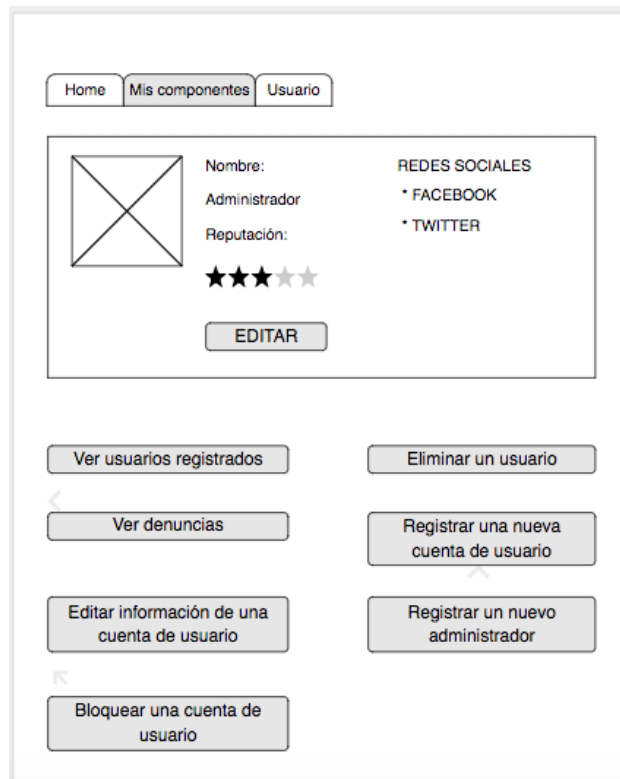 Home
Mis componentes
Usuario
Nombre:
Administrador
Reputación:
EDITAR
REDES SOCIALES
* FACEBOOK
* TWITTER
Ver usuarios registrados
Eliminar un usuario
Ver denuncias
Registrar una nueva
cuenta de usuario
Editar información de una
cuenta de usuario
Registrar un nuevo
administrador
Bloquear una cuenta de
usuario